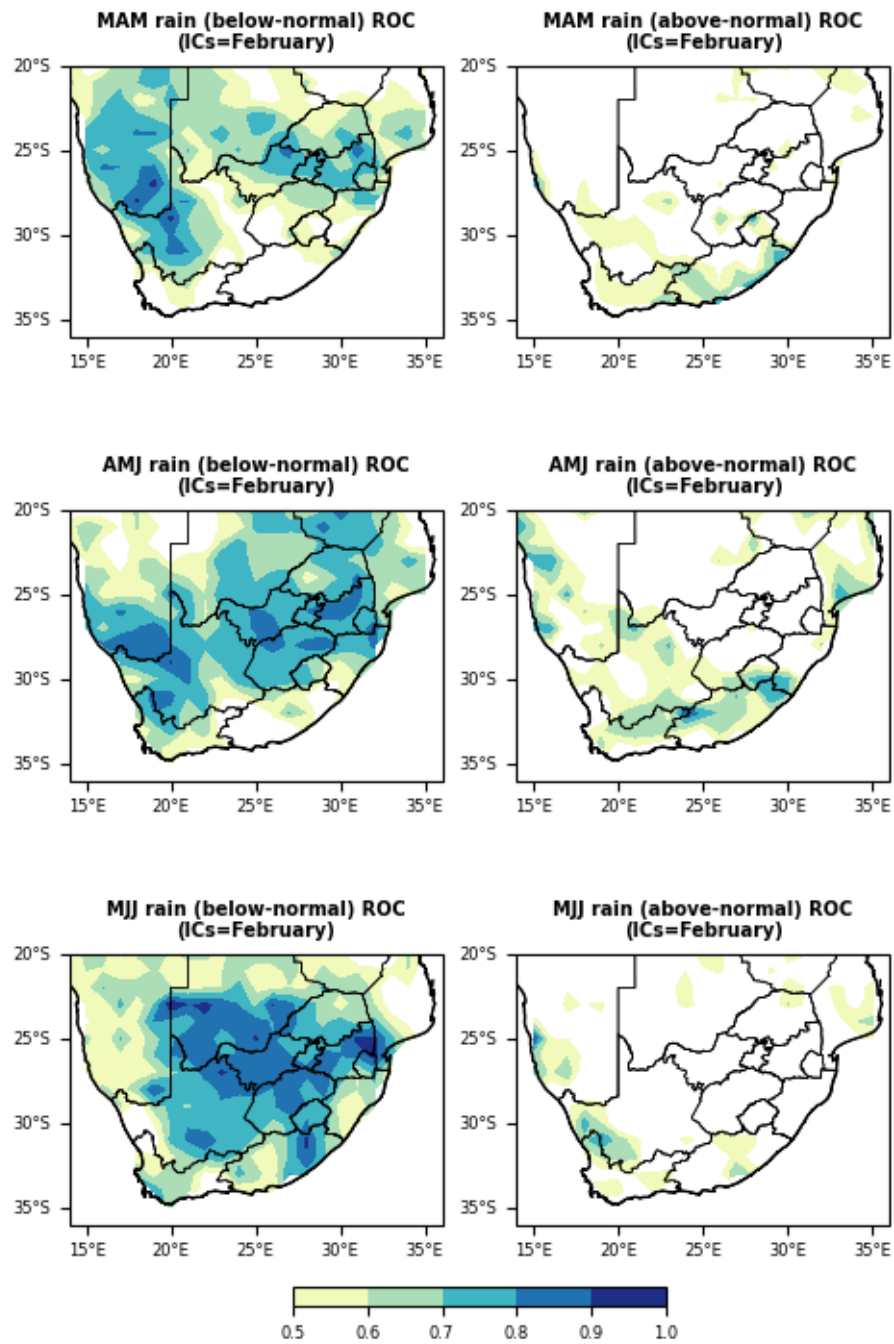 MAM rain (below-normal) ROC
(ICs=February)
MAM rain (above-normal) ROC
(ICs=February)
20°S
25°S
30°S
35°S
15°E 20°E 25°E 30°E 35°E
15°E 20°E 25°E 30°E 35°E
AMJ rain (below-normal) ROC
(ICs=February)
AMJ rain (above-normal) ROC
(ICs=February)
20°S
25°S
30°S
35°S
20°S
25°S
30°S
35°S
15°E 20°E 25°E 30°E 35°E
15°E 20°E 25°E 30°E 35°E
MJJ rain (below-normal) ROC
(ICs=February)
MJJ rain (above-normal) ROC
(ICs=February)
20°S
25°S
30°S
35°S
20°S
25°S
30°S
35°S
15°E 20°E 25°E 30°E 35°E
15°E 20°E 25°E 30°E 35°E
0.5 0.6 0.7 0.8 0.9 1.0